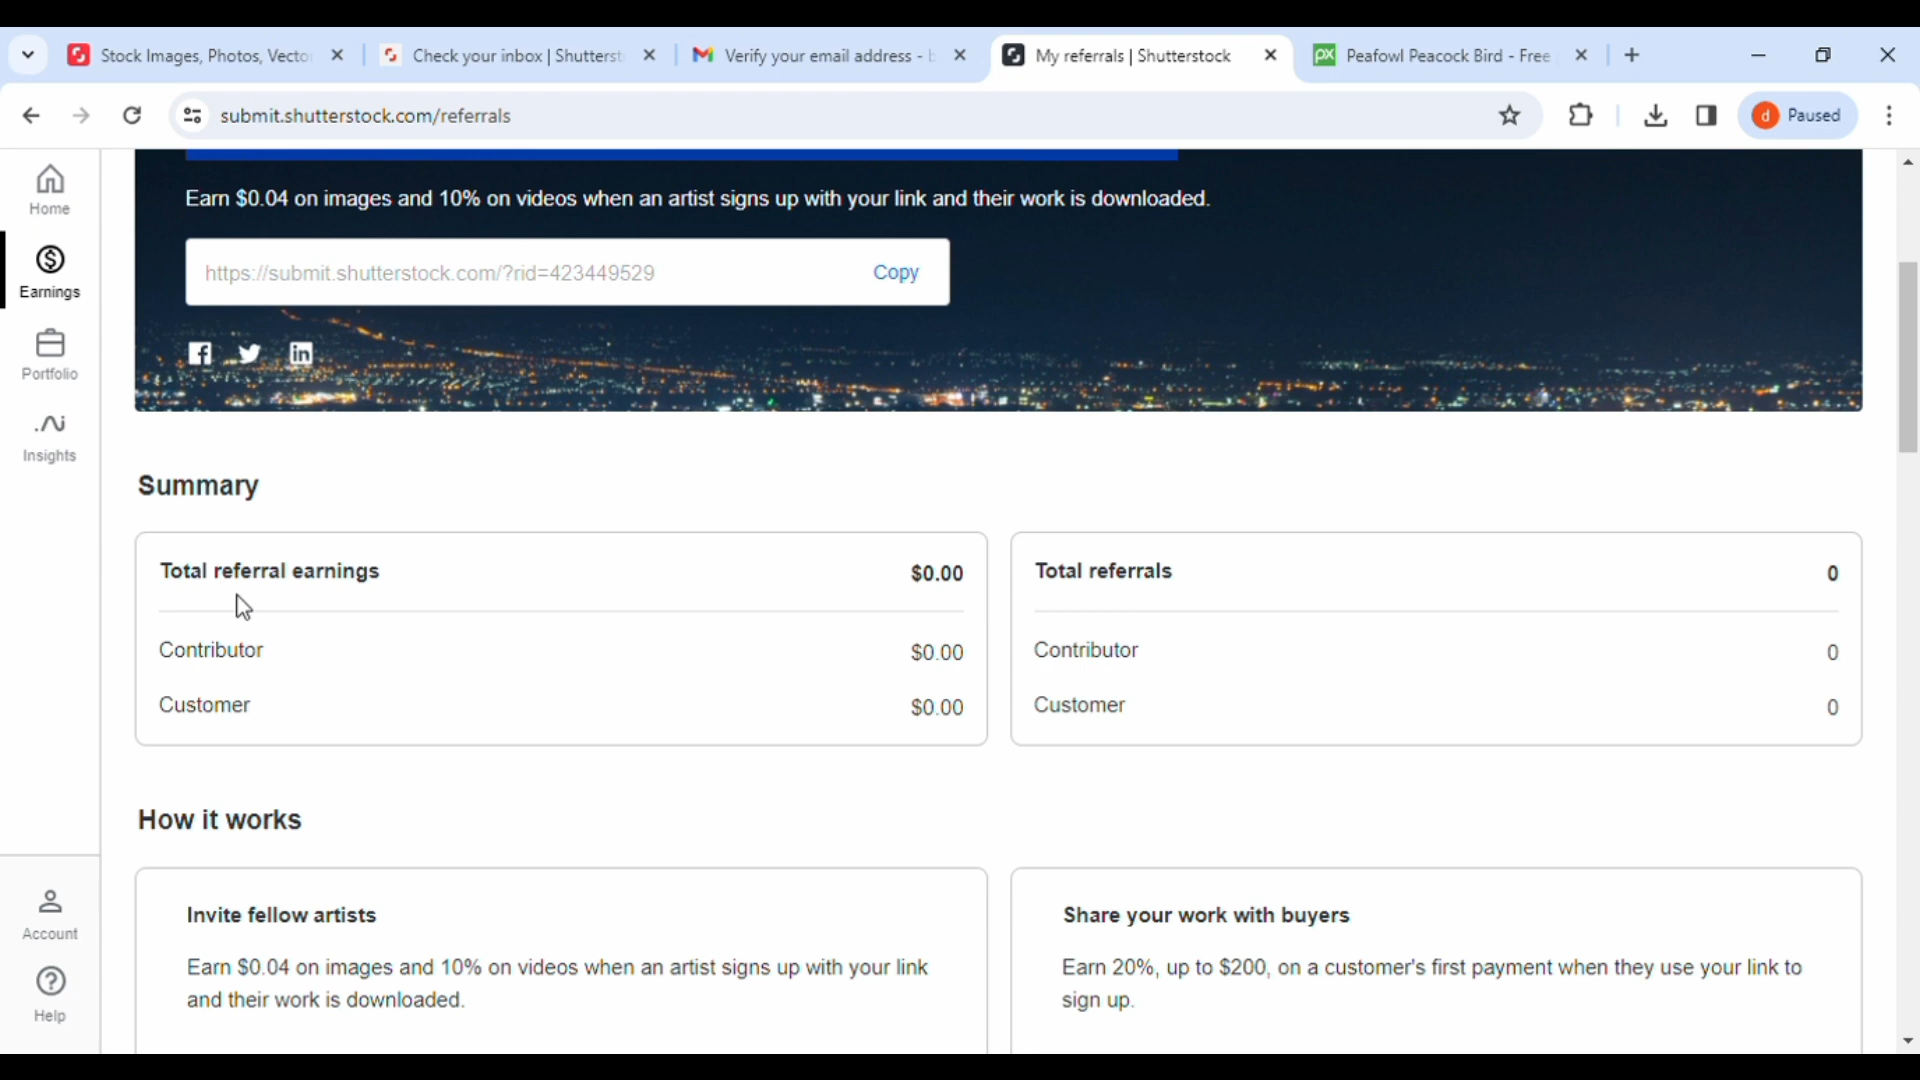 Stock Images, Photos, Vecto
Check your inbox | Shutterst
Verify your email address - b
My referrals | Shutterstock
Peafowl Peacock Bird - Free
submit.shutterstock.com/referrals
d Paused
Home
Earnings
Portfolio
Insights
Account
Help
Earn $0.04 on images and 10% on videos when an artist signs up with your link and their work is downloaded.
https://submit.shutterstock.com/?rid=423449529 Copy
Summary
Total referral earnings $0.00
Contributor $0.00
Customer $0.00
Total referrals 0
Contributor 0
Customer 0
How it works
Invite fellow artists
Earn $0.04 on images and 10% on videos when an artist signs up with your link
and their work is downloaded.
Share your work with buyers
Earn 20%, up to $200, on a customer's first payment when they use your link to
sign up.